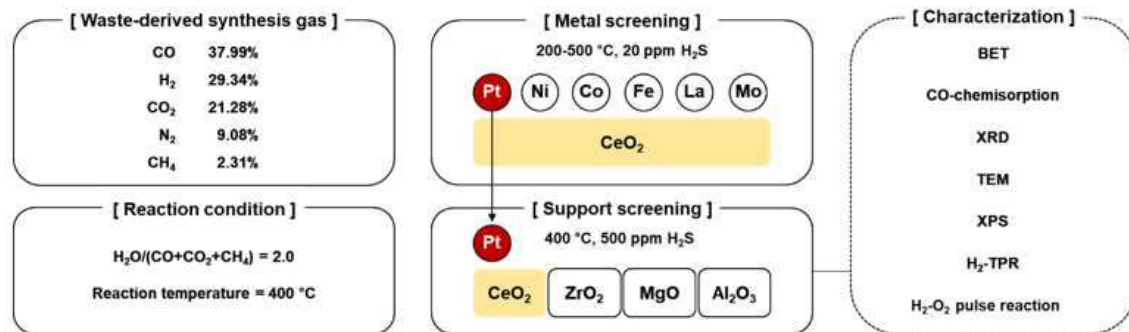 [ Waste-derived synthesis gas ]
CO 37.99%
H₂ 29.34%
CO₂ 21.28%
N₂ 9.08%
CH₄ 2.31%
[ Reaction condition ]
H₂O/(CO+CO₂+CH₄) = 2.0
Reaction temperature = 400 °C
[ Metal screening ]
200-500 °C, 20 ppm H₂S
Pt Ni Co Fe La Mo
CeO₂
[ Support screening ]
Pt 400 °C, 500 ppm H₂S
CeO₂ ZrO₂ MgO Al₂O₃
[ Characterization ]
BET
CO-chemisorption
XRD
TEM
XPS
H₂-TPR
H₂-O₂ pulse reaction